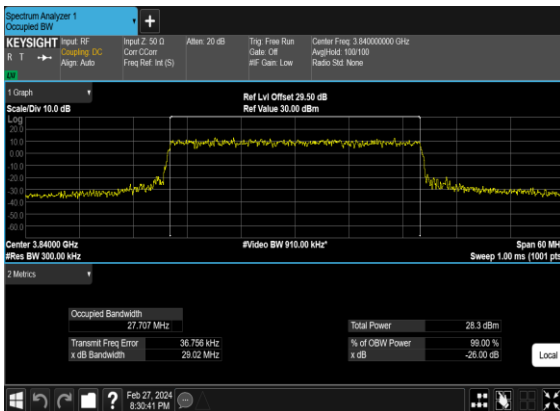 Spectrum Analyzer 1
Occupied BW
+
KEYSIGHT
R T
LV
Input: RF
Coupling: DC
Align: Auto
Input Z: 50 Ω
Corr CCorr
Freq Ref: Int (S)
Atten: 20 dB
Trig: Free Run
Gate: Off
#IF Gain: Low
Center Freq: 3.840000000 GHz
Avg|Hold: 100/100
Radio Std: None
1 Graph
Scale/Div 10.0 dB
Ref Lvl Offset 29.50 dB
Ref Value 30.00 dBm
Log
20.0
10.0
0.00
-10.0
-20.0
-30.0
-40.0
-50.0
-60.0
Center 3.84000 GHz
#Video BW 910.00 kHz*
Span 60 MH
#Res BW 300.00 kHz
Sweep 1.00 ms (1001 pts
2 Metrics
Occupied Bandwidth
27.707 MHz
Total Power 28.3 dBm
Transmit Freq Error 36.756 kHz
% of OBW Power 99.00 %
x dB Bandwidth 29.02 MHz
x dB -26.00 dB
Local
?
Feb 27, 2024
8:30:41 PM